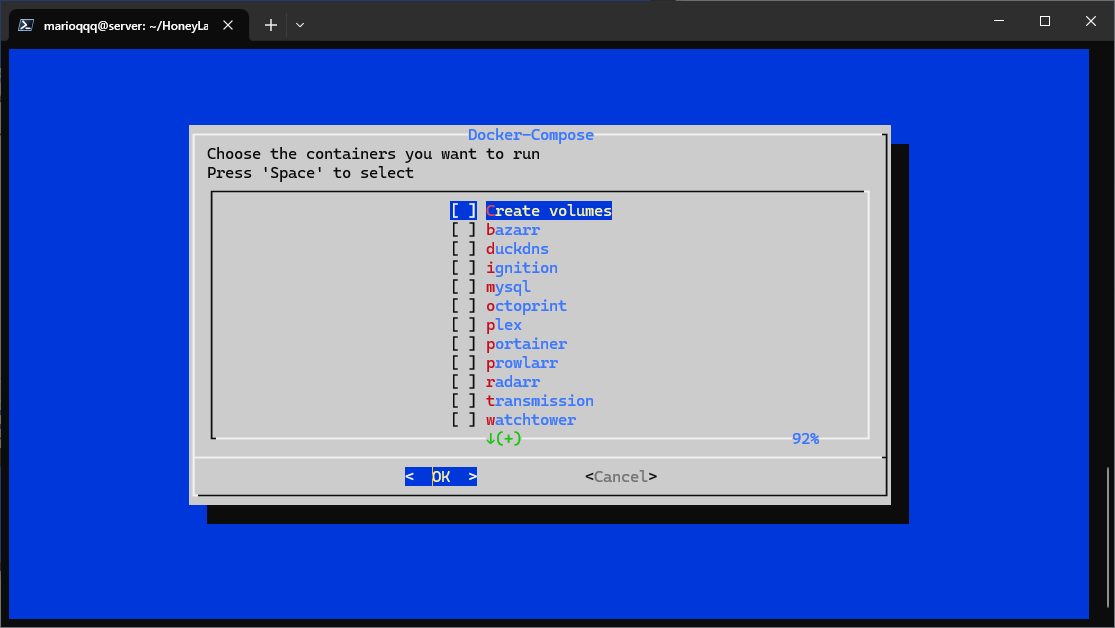 marioqqq@server: ~/HoneyLa
Docker-Compose
Choose the containers you want to run
Press 'Space' to select
[ ] Create volumes
[ ] bazarr
[ ] duckdns
[ ] ignition
[ ] mysql
[ ] octoprint
[ ] plex
[ ] portainer
[ ] prowlarr
[ ] radarr
[ ] transmission
[ ] watchtower
↓(+) 92%
< OK > <Cancel>